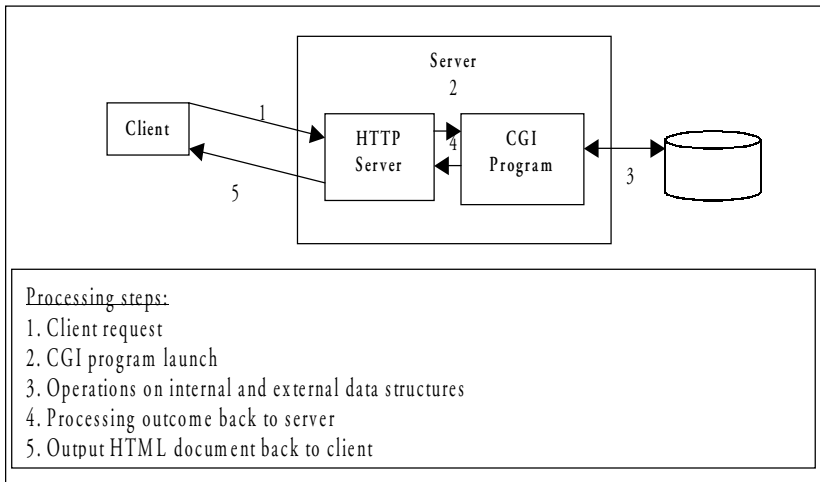 Server
2
1
Client
HTTP
Server
4
CGI
Program
3
5
Processing steps:
1. Client request
2. CGI program launch
3. Operations on internal and external data structures
4. Processing outcome back to server
5. Output HTML document back to client